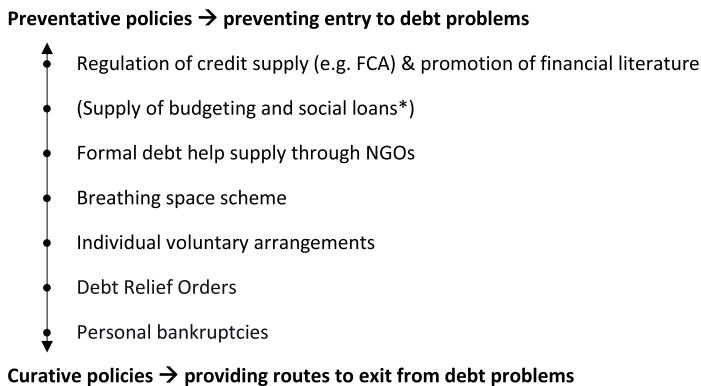 Preventative policies → preventing entry to debt problems
Regulation of credit supply (e.g. FCA) & promotion of financial literature
(Supply of budgeting and social loans*)
Formal debt help supply through NGOs
Breathing space scheme
Individual voluntary arrangements
Debt Relief Orders
Personal bankruptcies
Curative policies → providing routes to exit from debt problems